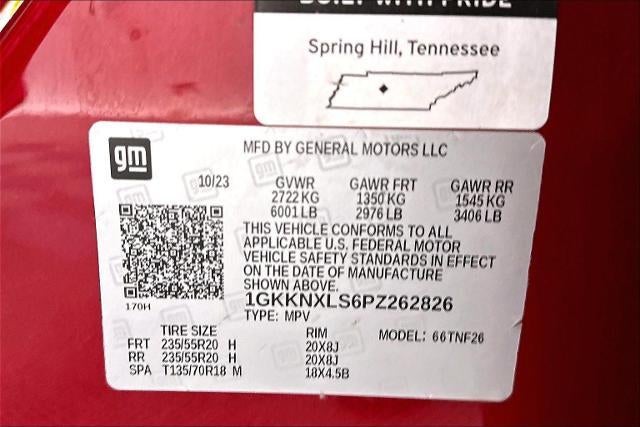 BUILT WITH PRIDE
Spring Hill, Tennessee
gm
MFD BY GENERAL MOTORS LLC
10/23 GVWR GAWR FRT GAWR RR
2722 KG 1350 KG 1545 KG
6001 LB 2976 LB 3406 LB
THIS VEHICLE CONFORMS TO ALL
APPLICABLE U.S. FEDERAL MOTOR
VEHICLE SAFETY STANDARDS IN EFFECT
ON THE DATE OF MANUFACTURE
SHOWN ABOVE.
170H
1GKKNXLS6PZ262826
TYPE: MPV
TIRE SIZE RIM MODEL: 66TNF26
FRT 235/55R20 H 20X8J
RR 235/55R20 H 20X8J
SPA T135/70R18 M 18X4.5B